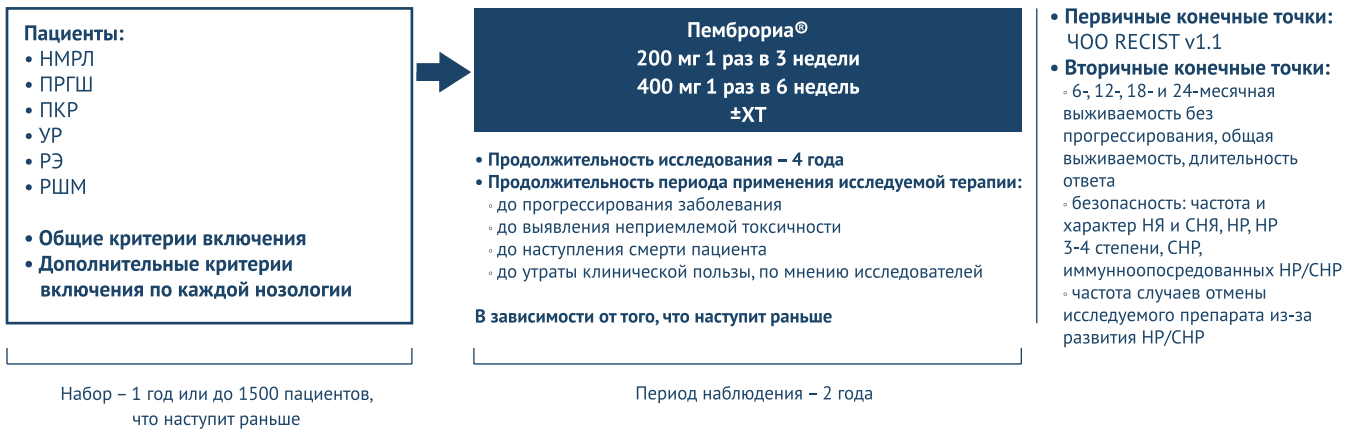 Пациенты:
• НМРЛ
• ПРГШ
• ПКР
• УР
• РЭ
• РШМ
• Общие критерии включения
• Дополнительные критерии
включения по каждой нозологии
Набор – 1 год или до 1500 пациентов,
что наступит раньше
Пемброриа®
200 мг 1 раз в 3 недели
400 мг 1 раз в 6 недель
±ХТ
• Продолжительность исследования – 4 года
• Продолжительность периода применения исследуемой терапии:
◦ до прогрессирования заболевания
◦ до выявления неприемлемой токсичности
◦ до наступления смерти пациента
◦ до утраты клинической пользы, по мнению исследователей
В зависимости от того, что наступит раньше
Период наблюдения – 2 года
• Первичные конечные точки:
ЧОО RECIST v1.1
• Вторичные конечные точки:
◦ 6-, 12-, 18- и 24-месячная
выживаемость без
прогрессирования, общая
выживаемость, длительность
ответа
◦ безопасность: частота и
характер НЯ и СНЯ, НР, НР
3-4 степени, СНР,
иммунноопосредованных НР/СНР
◦ частота случаев отмены
исследуемого препарата из-за
развития НР/СНР